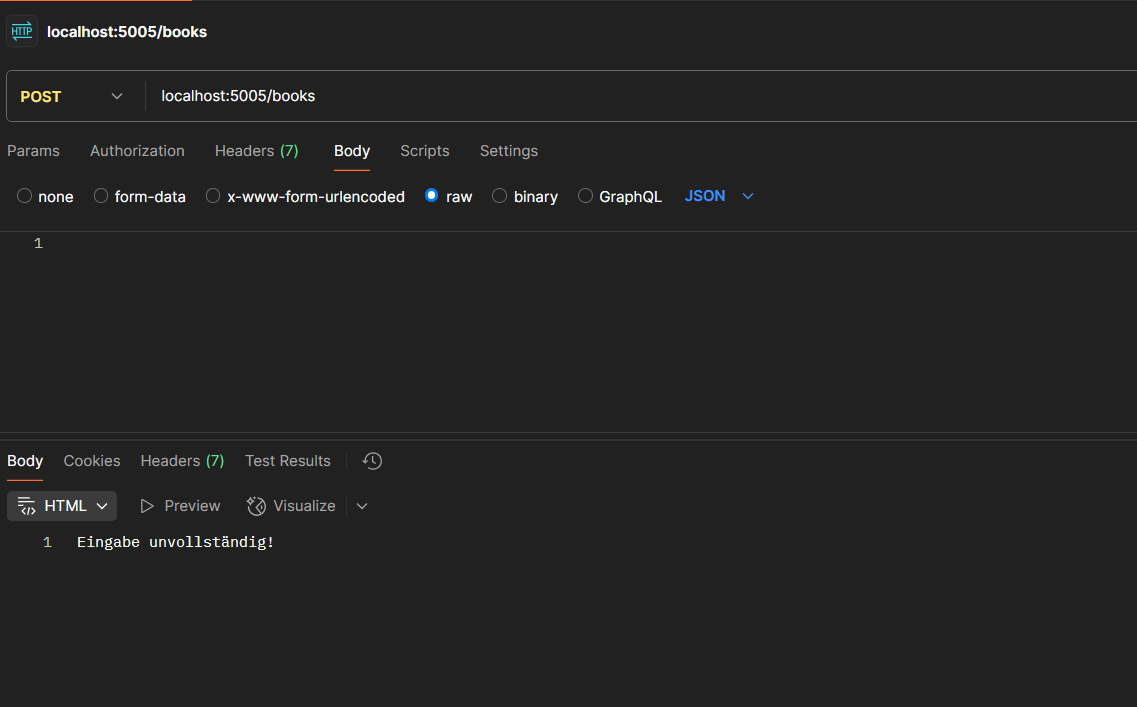 HTTP localhost:5005/books
POST localhost:5005/books
Params Authorization Headers (7) Body Scripts Settings
none form-data x-www-form-urlencoded raw binary GraphQL JSON
1
Body Cookies Headers (7) Test Results
HTML Preview Visualize
1 Eingabe unvollständig!